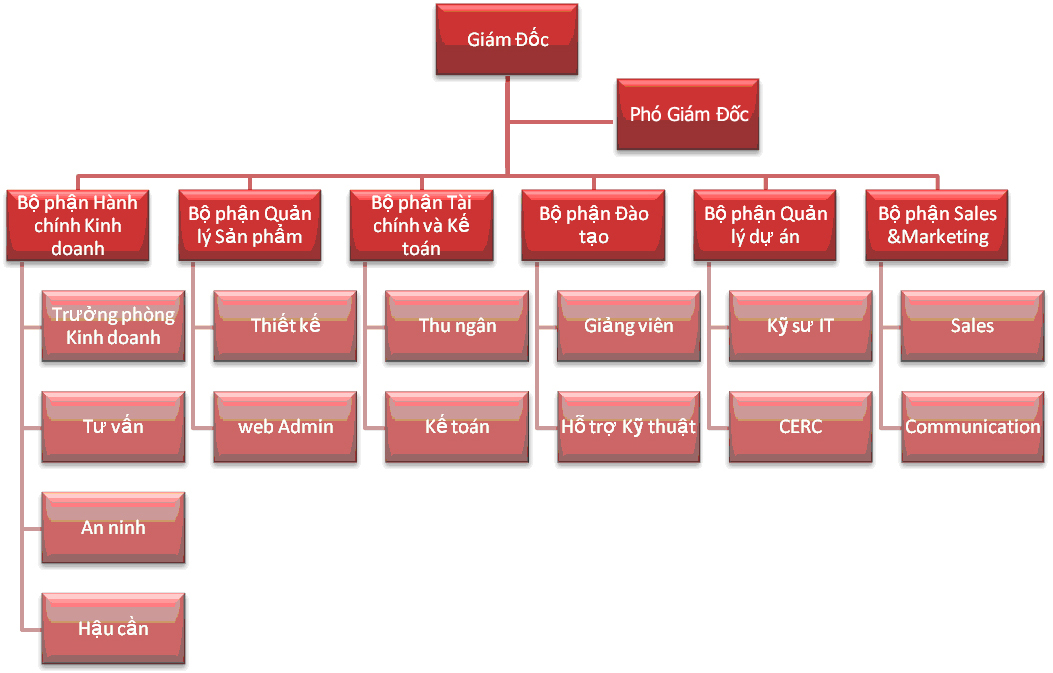 Giám Đốc
Phó Giám Đốc
Bộ phận Hành
chính Kinh
doanh
Bộ phận Quản
lý Sản phẩm
Bộ phận Tài
chính và Kế
toán
Bộ phận Đào
tạo
Bộ phận Quản
lý dự án
Bộ phận Sales
&Marketing
Trưởng phòng
Kinh doanh
Thiết kế
Thu ngân
Giảng viên
Kỹ sư IT
Sales
Tư vấn
web Admin
Kế toán
Hỗ trợ Kỹ thuật
CERC
Communication
An ninh
Hậu cần